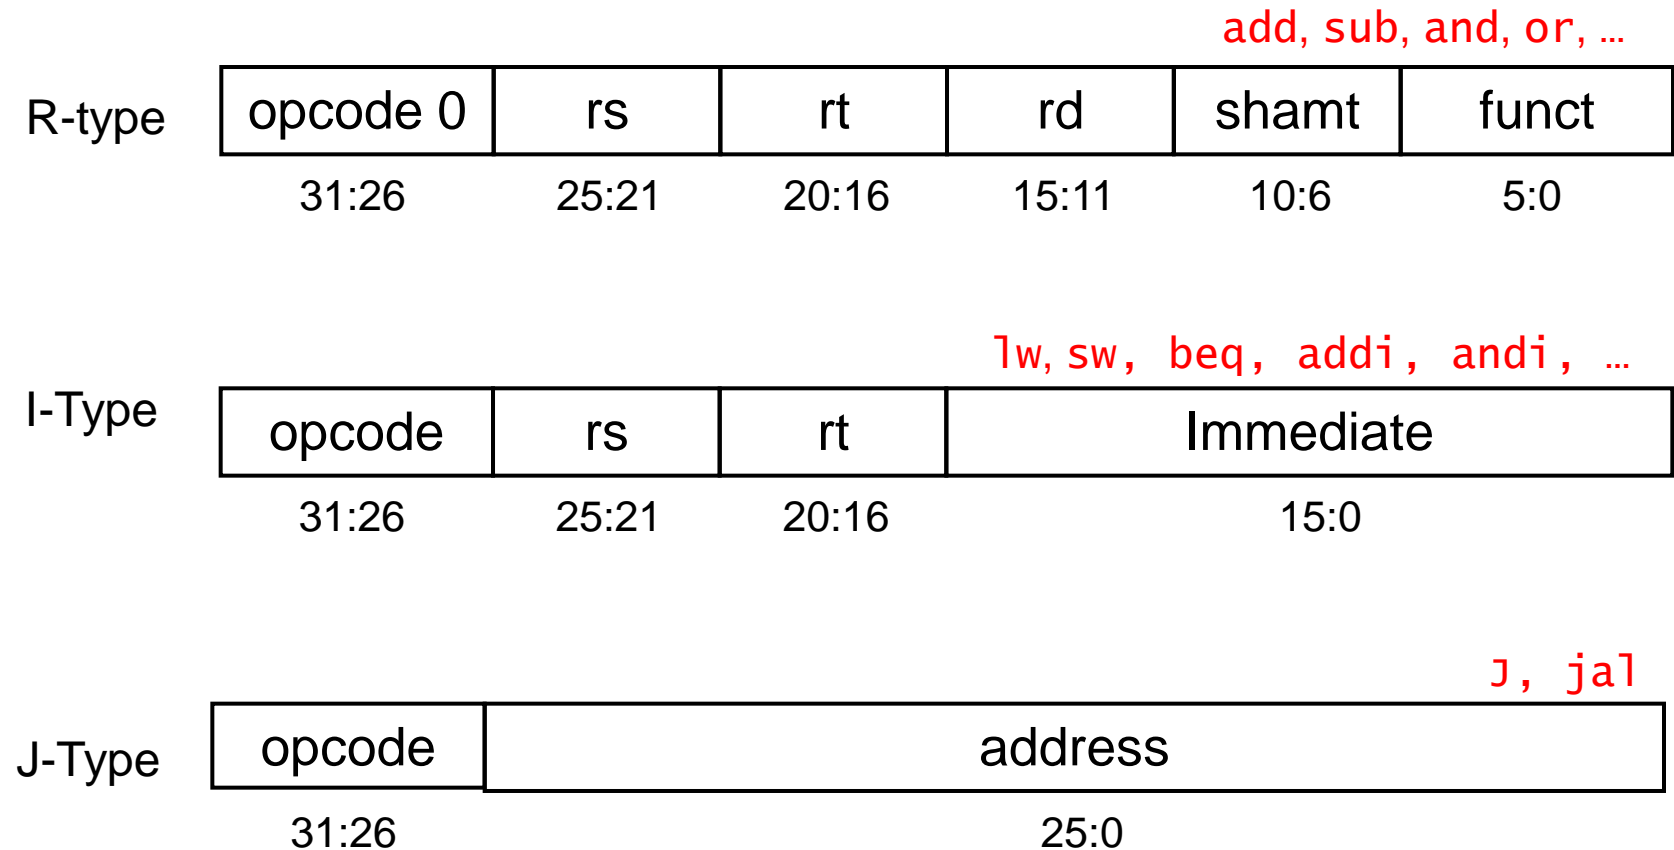 add, sub, and, or, …
R-type opcode 0 rs rt rd shamt funct
31:26 25:21 20:16 15:11 10:6 5:0
lw, sw, beq, addi, andi, …
I-Type opcode rs rt Immediate
31:26 25:21 20:16 15:0
J, jal
J-Type opcode address
31:26 25:0